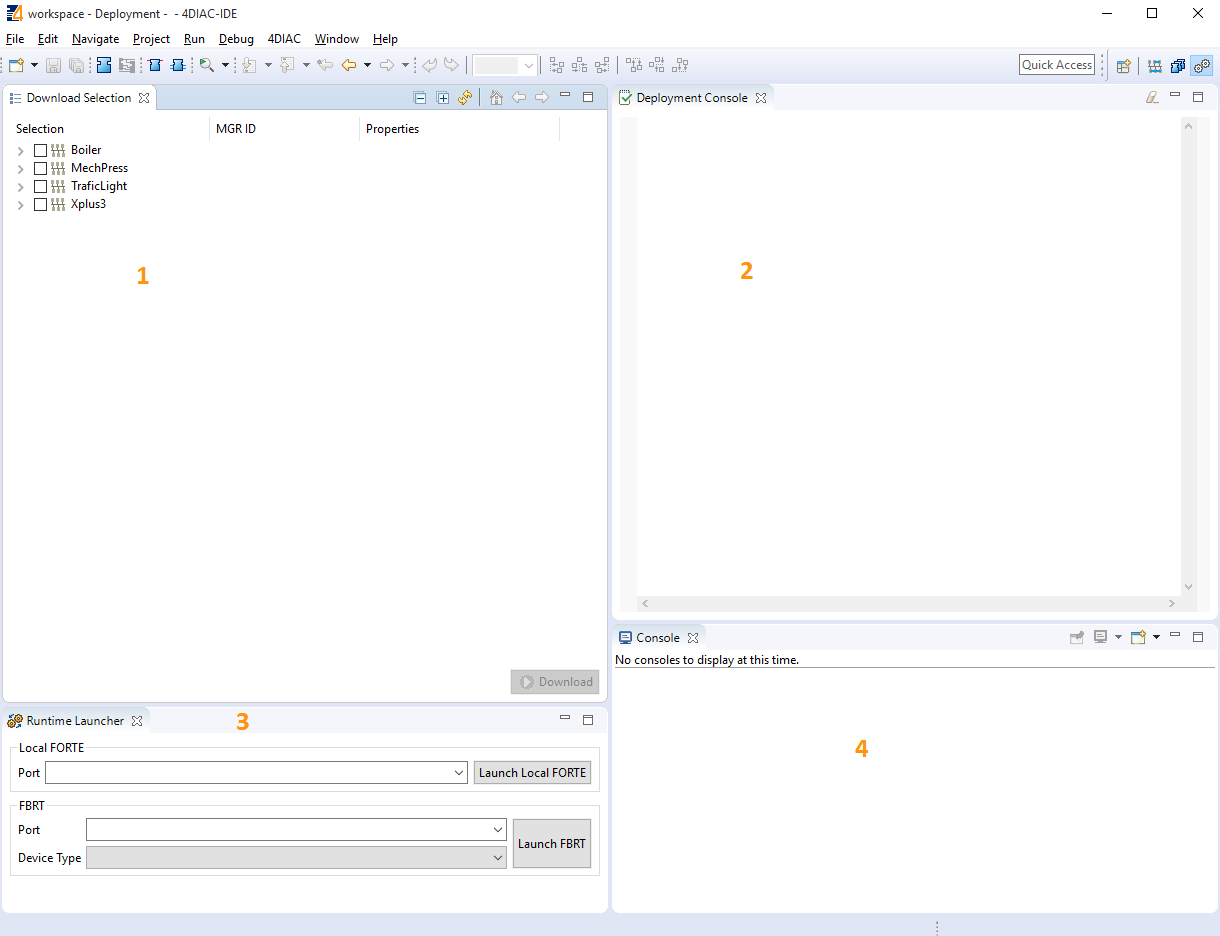 workspace - Deployment - - 4DIAC-IDE
File Edit Navigate Project Run Debug 4DIAC Window Help
Quick Access
Download Selection
Selection MGR ID Properties
Boiler
MechPress
TraficLight
Xplus3
1
Download
Deployment Console
2
Runtime Launcher
3
Local FORTE
Port Launch Local FORTE
FBRT
Port
Launch FBRT
Device Type
Console
No consoles to display at this time.
4